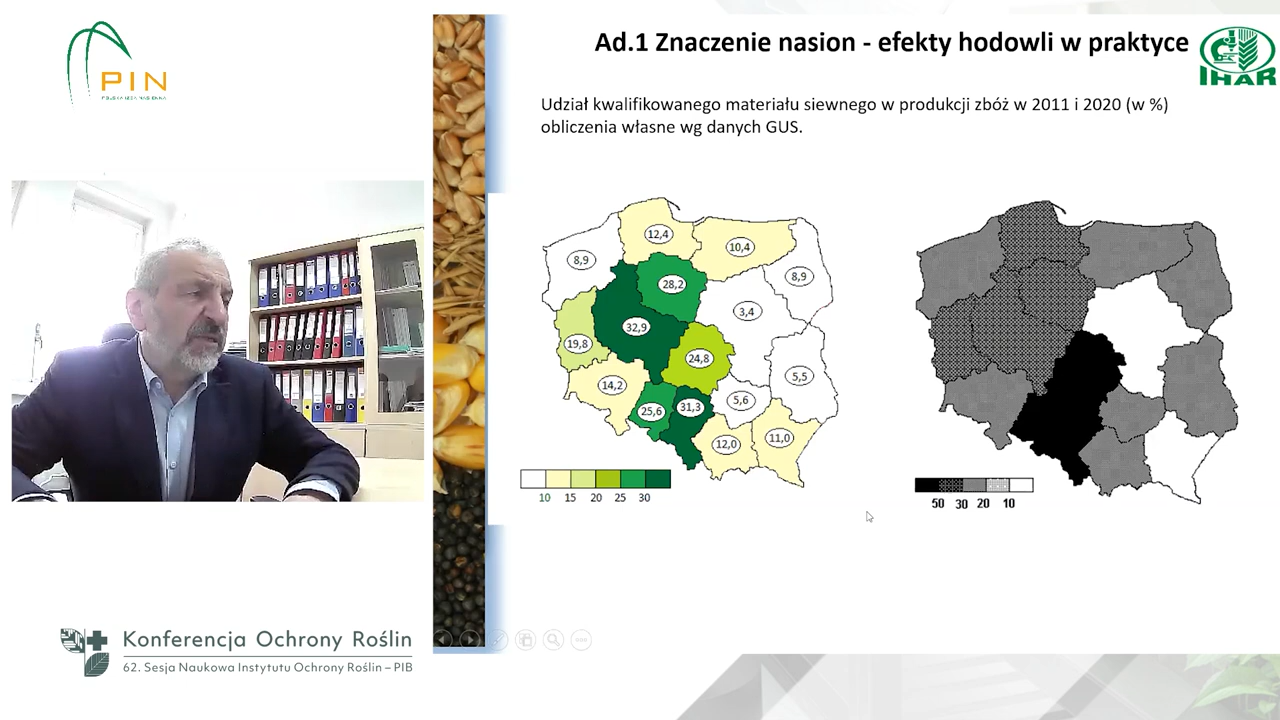 PIN
POLSKA IZBA NASIENNA
Ad.1 Znaczenie nasion - efekty hodowli w praktyce
IHAR
Udział kwalifikowanego materiału siewnego w produkcji zbóż w 2011 i 2020 (w %)
obliczenia własne wg danych GUS.
12,4
10,4
8,9
8,9
28,2
3,4
32,9
19,8
24,8
14,2
5,5
5,6
25,6
31,3
12,0
11,0
10 15 20 25 30
50 30 20 10
Konferencja Ochrony Roślin
62. Sesja Naukowa Instytutu Ochrony Roślin – PIB